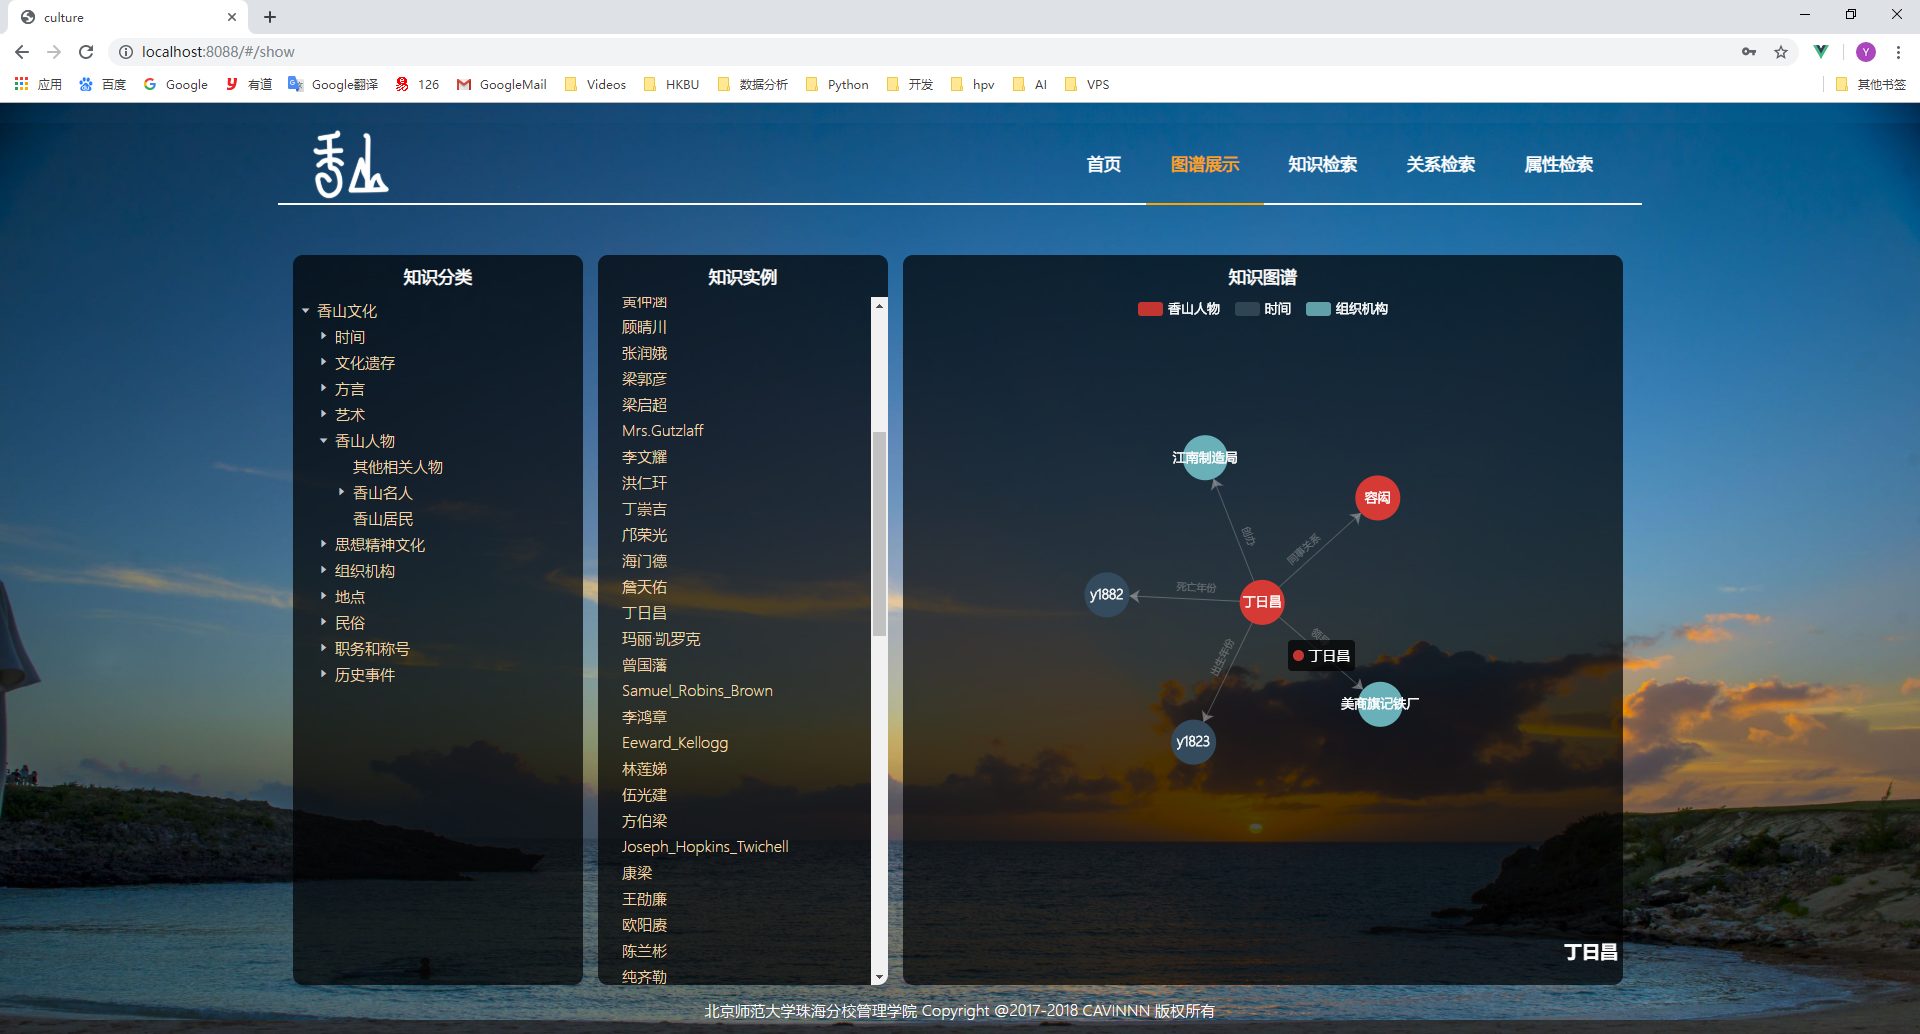 culture
localhost:8088/#/show
Y
应用
百度
Google
有道
Google翻译
126
GoogleMail
Videos
HKBU
数据分析
Python
开发
hpv
AI
VPS
其他书签
香山
首页
图谱展示
知识检索
关系检索
属性检索
知识分类
香山文化
时间
文化遗存
方言
艺术
香山人物
其他相关人物
香山名人
香山居民
思想精神文化
组织机构
地点
民俗
职务和称号
历史事件
知识实例
黄仲涵
顾晴川
张润娥
梁郭彦
梁启超
Mrs.Gutzlaff
李文耀
洪仁玕
丁崇吉
邝荣光
海门德
詹天佑
丁日昌
玛丽·凯罗克
曾国藩
Samuel_Robins_Brown
李鸿章
Eeward_Kellogg
林莲娣
伍光建
方伯梁
Joseph_Hopkins_Twichell
康梁
王劭廉
欧阳赓
陈兰彬
纯齐勒
知识图谱
香山人物
时间
组织机构
江南制造局
容闳
创办
同事关系
死亡年份
y1882
丁日昌
出生年份
丁日昌
美商旗记铁厂
y1823
丁日昌
北京师范大学珠海分校管理学院 Copyright @2017-2018 CAVINNN 版权所有